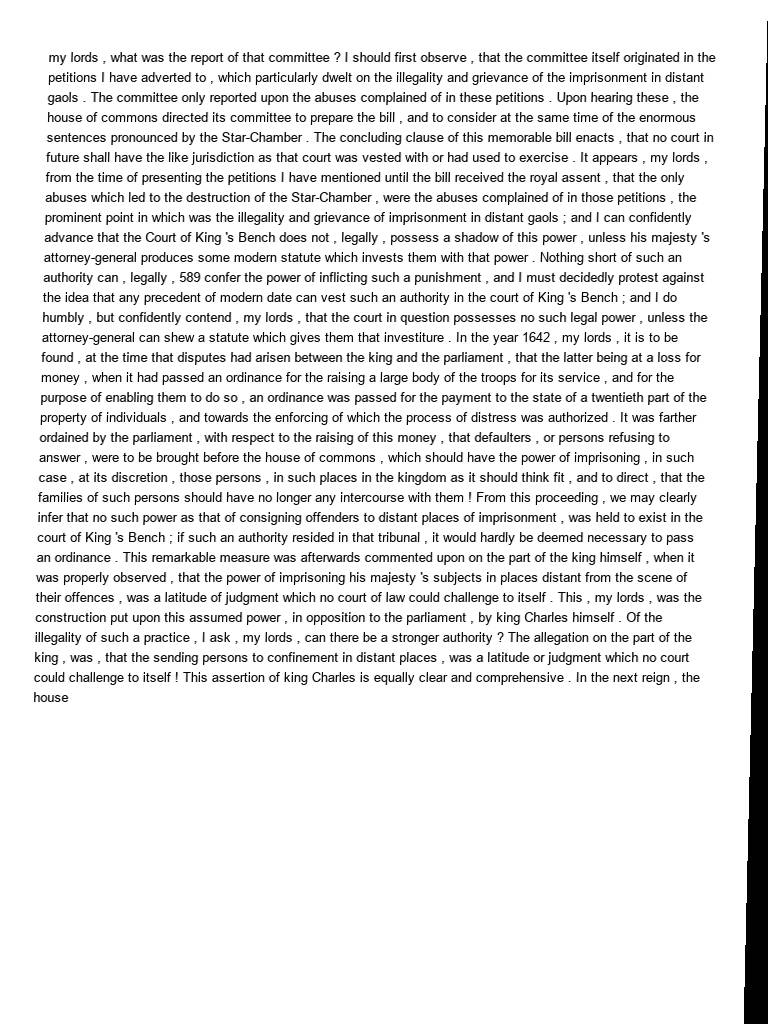 my lords , what was the report of that committee ? I should first observe , that the committee itself originated in the
petitions I have adverted to , which particularly dwelt on the illegality and grievance of the imprisonment in distant
gaols . The committee only reported upon the abuses complained of in these petitions . Upon hearing these , the
house of commons directed its committee to prepare the bill , and to consider at the same time of the enormous
sentences pronounced by the Star-Chamber . The concluding clause of this memorable bill enacts , that no court in
future shall have the like jurisdiction as that court was vested with or had used to exercise . It appears , my lords ,
from the time of presenting the petitions I have mentioned until the bill received the royal assent , that the only
abuses which led to the destruction of the Star-Chamber , were the abuses complained of in those petitions , the
prominent point in which was the illegality and grievance of imprisonment in distant gaols ; and I can confidently
advance that the Court of King 's Bench does not , legally , possess a shadow of this power , unless his majesty 's
attorney-general produces some modern statute which invests them with that power . Nothing short of such an
authority can , legally , 589 confer the power of inflicting such a punishment , and I must decidedly protest against
the idea that any precedent of modern date can vest such an authority in the court of King 's Bench ; and I do
humbly , but confidently contend , my lords , that the court in question possesses no such legal power , unless the
attorney-general can shew a statute which gives them that investiture . In the year 1642 , my lords , it is to be
found , at the time that disputes had arisen between the king and the parliament , that the latter being at a loss for
money , when it had passed an ordinance for the raising a large body of the troops for its service , and for the
purpose of enabling them to do so , an ordinance was passed for the payment to the state of a twentieth part of the
property of individuals , and towards the enforcing of which the process of distress was authorized . It was farther
ordained by the parliament , with respect to the raising of this money , that defaulters , or persons refusing to
answer , were to be brought before the house of commons , which should have the power of imprisoning , in such
case , at its discretion , those persons , in such places in the kingdom as it should think fit , and to direct , that the
families of such persons should have no longer any intercourse with them ! From this proceeding , we may clearly
infer that no such power as that of consigning offenders to distant places of imprisonment , was held to exist in the
court of King 's Bench ; if such an authority resided in that tribunal , it would hardly be deemed necessary to pass
an ordinance . This remarkable measure was afterwards commented upon on the part of the king himself , when it
was properly observed , that the power of imprisoning his majesty 's subjects in places distant from the scene of
their offences , was a latitude of judgment which no court of law could challenge to itself . This , my lords , was the
construction put upon this assumed power , in opposition to the parliament , by king Charles himself . Of the
illegality of such a practice , I ask , my lords , can there be a stronger authority ? The allegation on the part of the
king , was , that the sending persons to confinement in distant places , was a latitude or judgment which no court
could challenge to itself ! This assertion of king Charles is equally clear and comprehensive . In the next reign , the
house